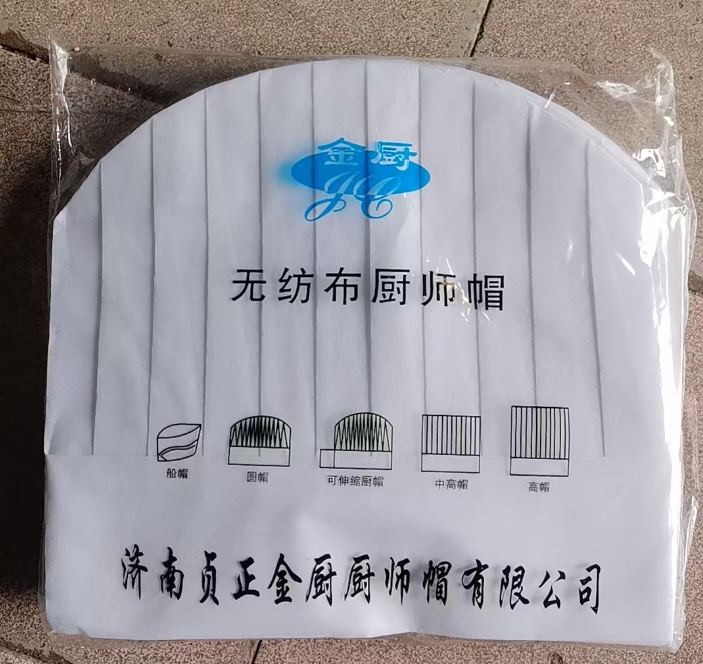 金厨
JC
无纺布厨师帽
船帽 圆帽 可伸缩厨帽 中高帽 高帽
济南贞正金厨厨师帽有限公司